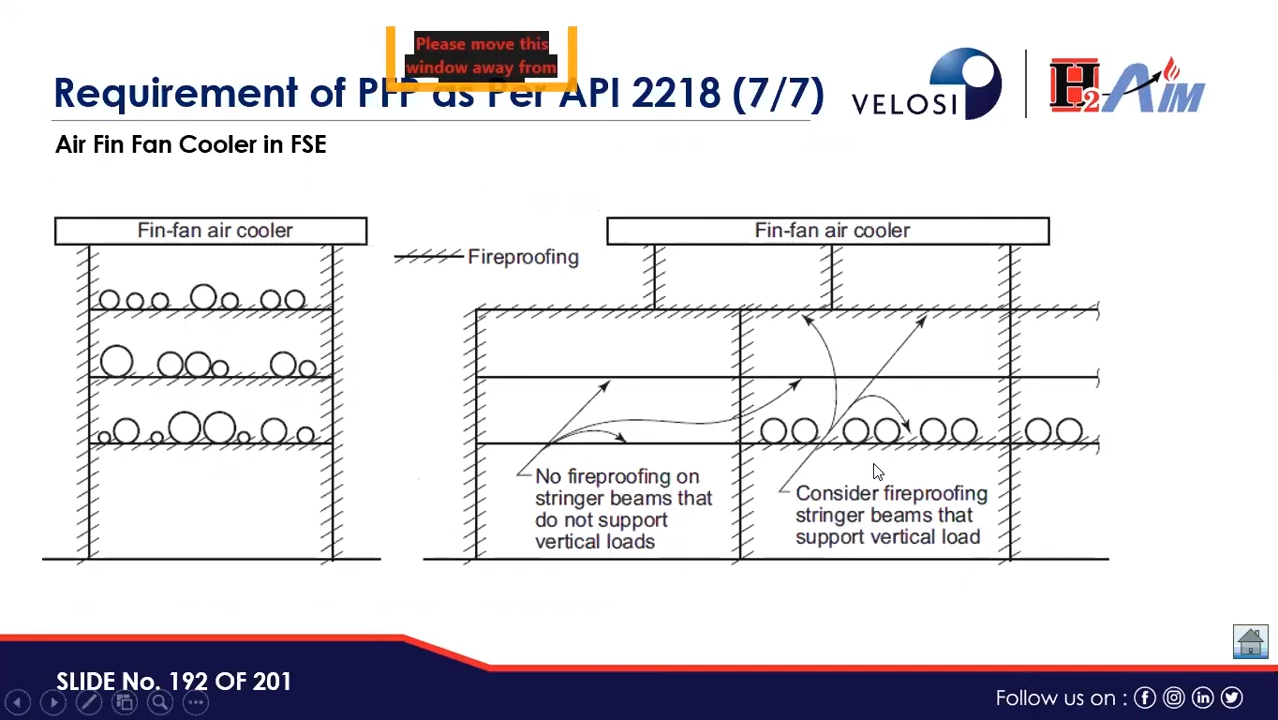 Please move this
window away from
Requirement of PFP as Per API 2218 (7/7)
VELOSI
H2
AIM
Air Fin Fan Cooler in FSE
Fin-fan air cooler
Fireproofing
Fin-fan air cooler
No fireproofing on
stringer beams that
do not support
vertical loads
Consider fireproofing
stringer beams that
support vertical load
SLIDE No. 192 OF 201
Follow us on :